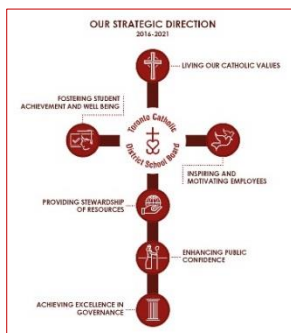 OUR STRATEGIC DIRECTION
2016-2021
LIVING OUR CATHOLIC VALUES
FOSTERING STUDENT
ACHIEVEMENT AND WELL BEING
Toronto Catholic
District School Board
INSPIRING AND
MOTIVATING EMPLOYEES
PROVIDING STEWARDSHIP
OF RESOURCES
ENHANCING PUBLIC
CONFIDENCE
ACHIEVING EXCELLENCE IN
GOVERNANCE